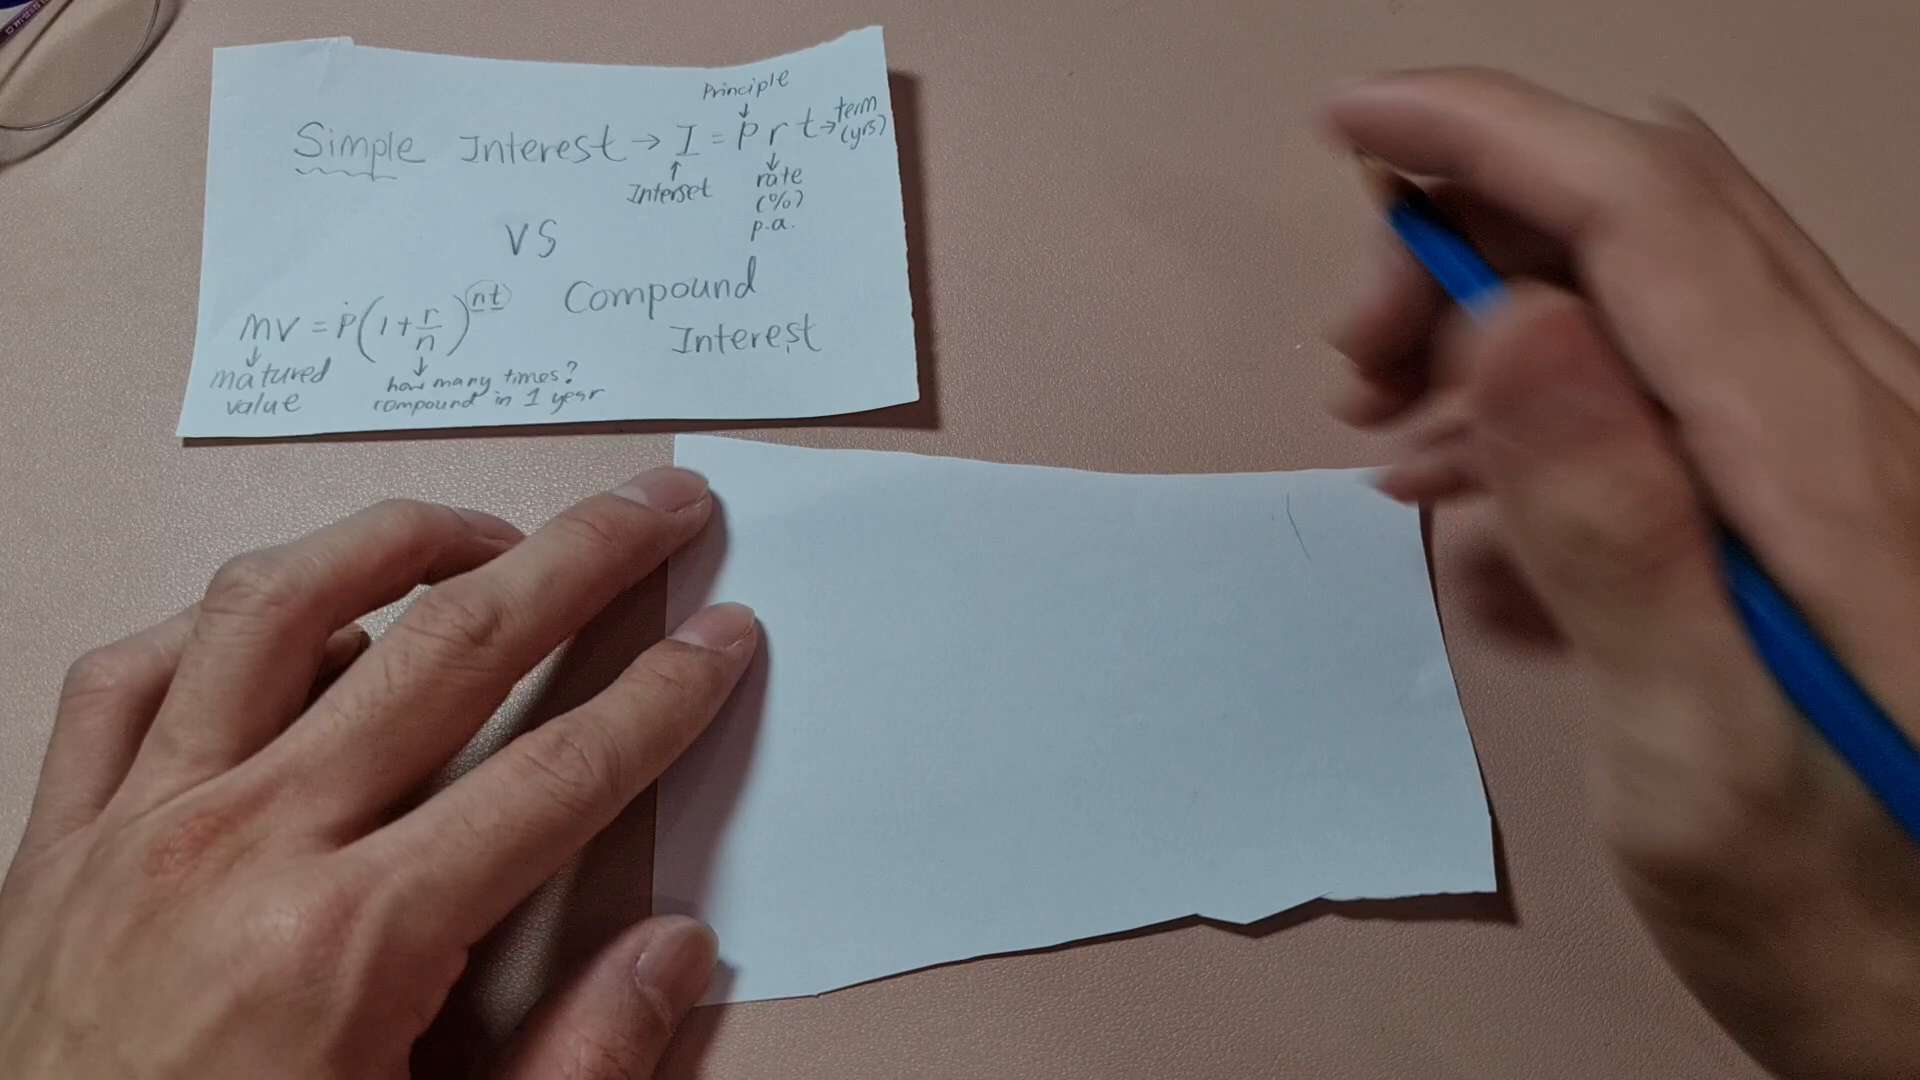 Principle
↓
Simple Interest → I = p r t → term (yrs)
↑ ↓
Interset rate
(%)
p.a.
VS
Compound
Interest
mv = p(1+r/n)^(nt)
↓ ↓
matured how many times?
value compound in 1 year